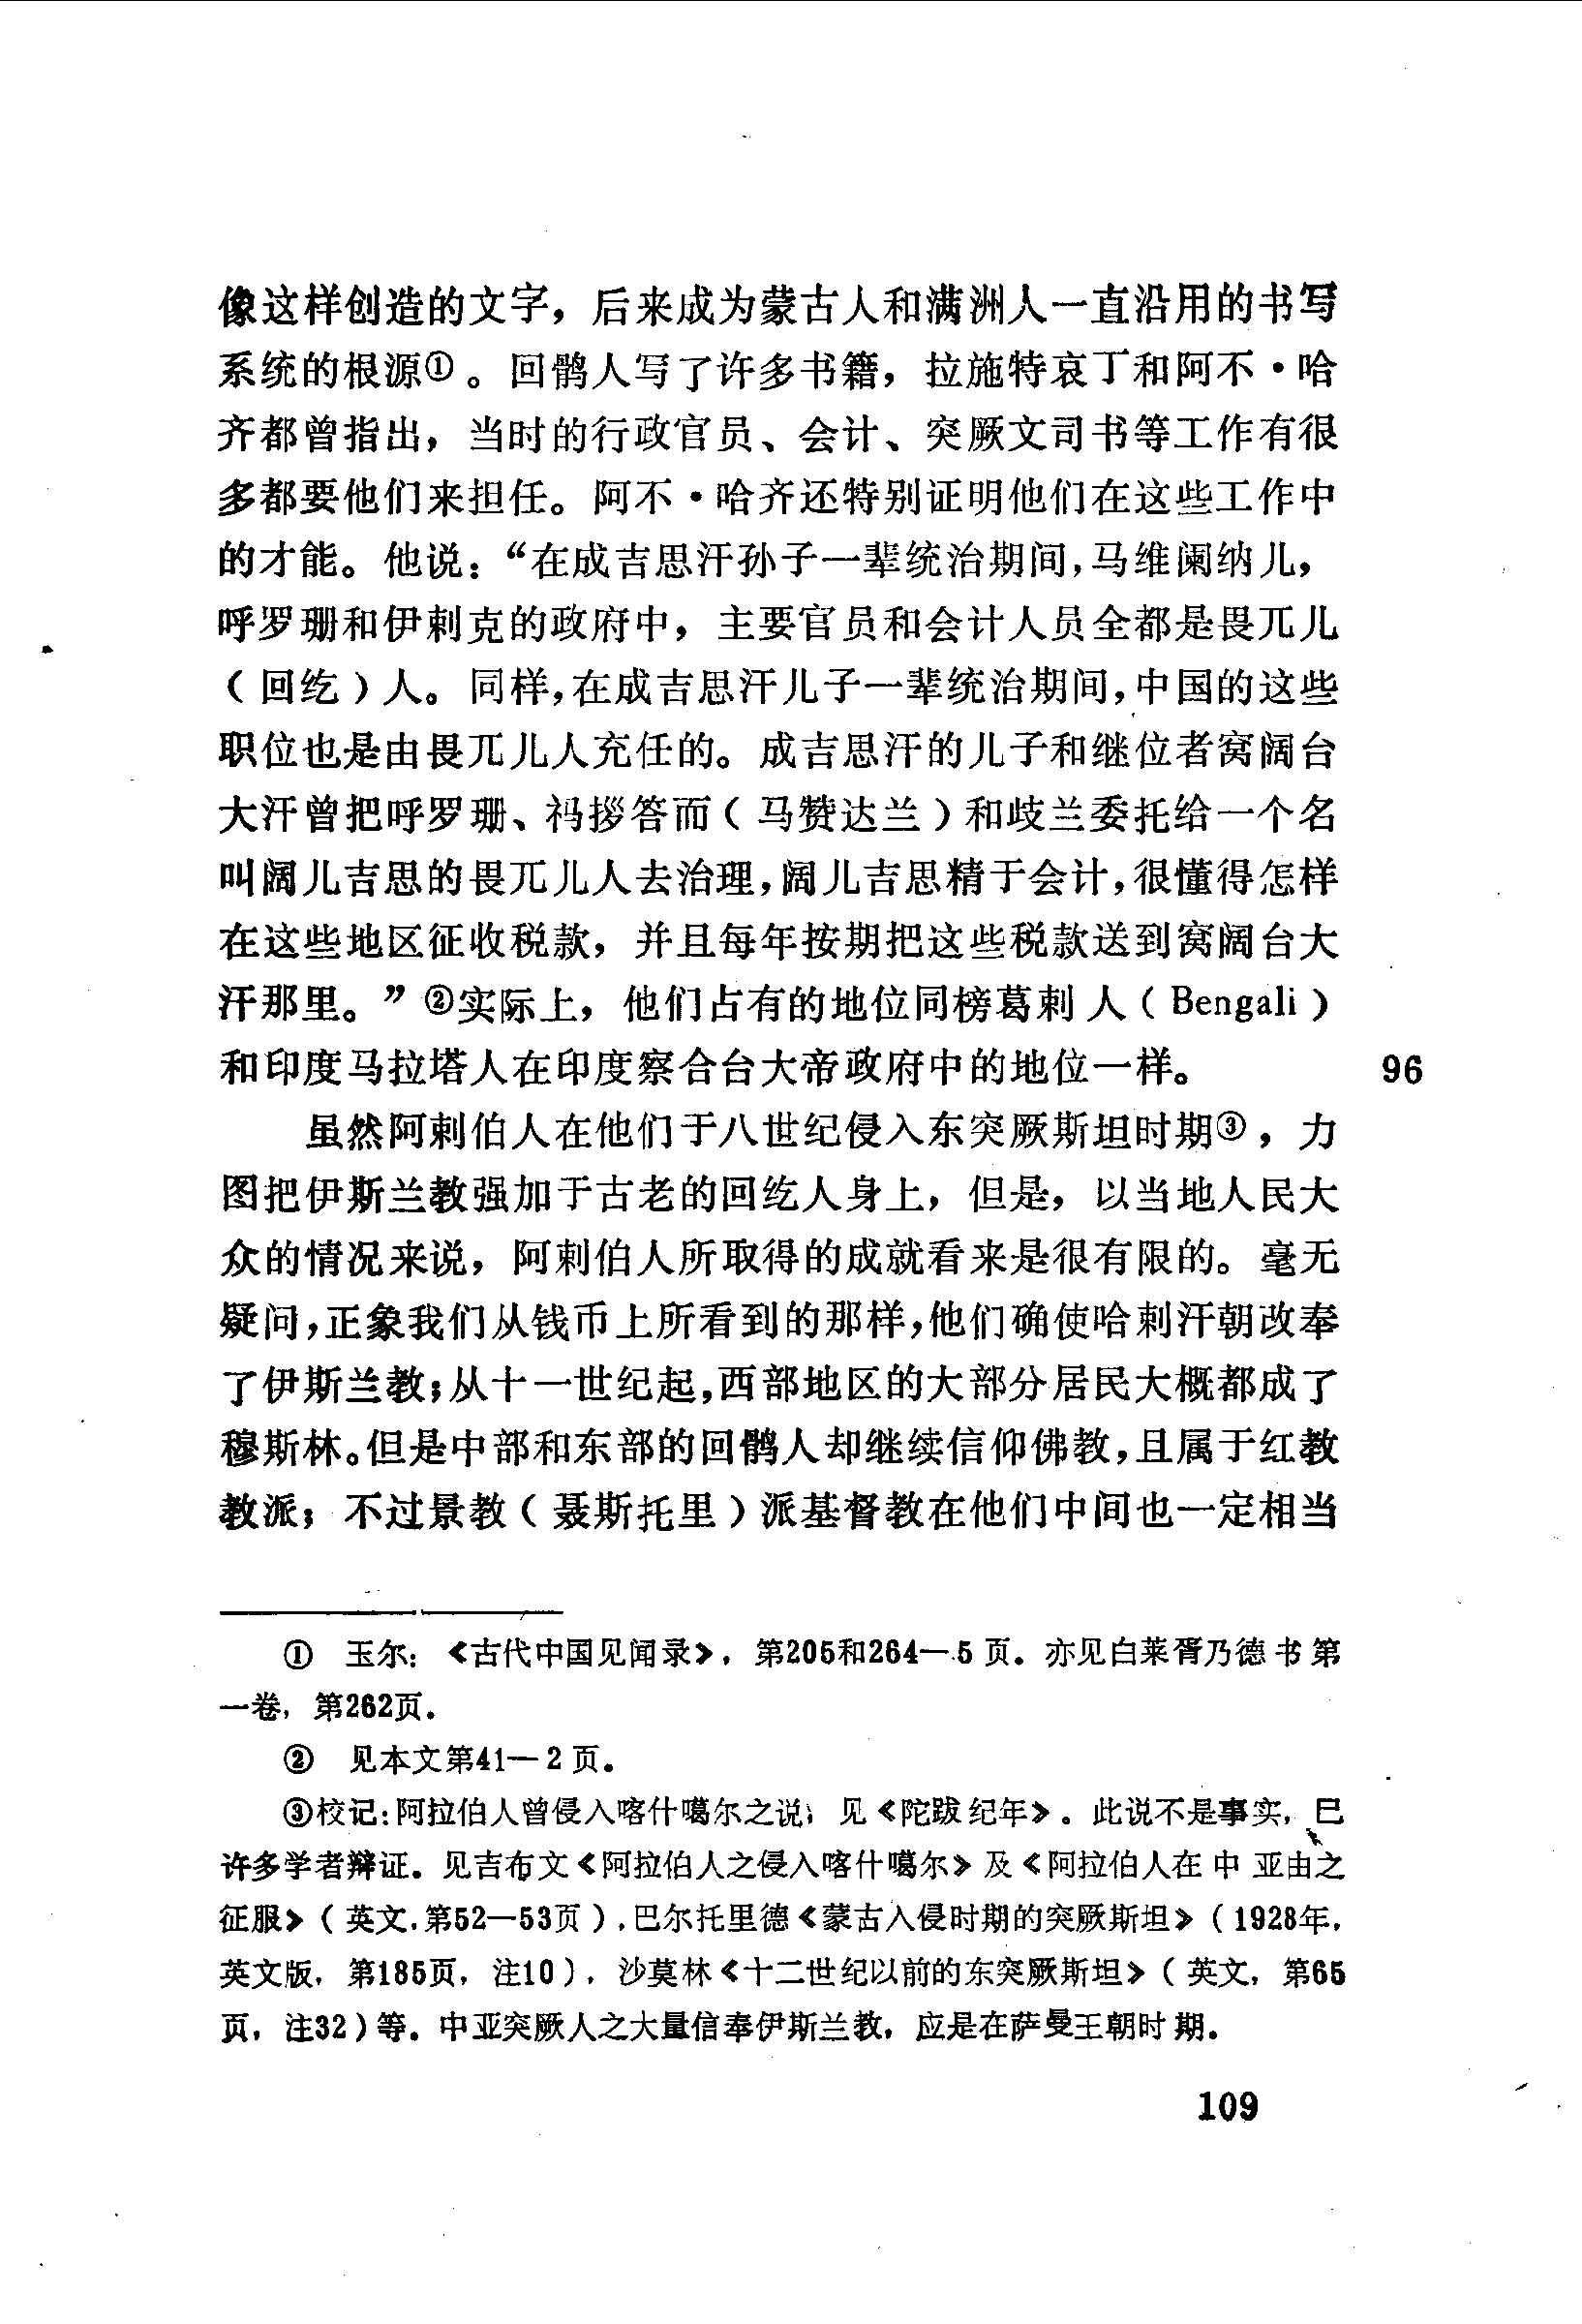 像这样创造的文字，后来成为蒙古人和满洲人一直沿用的书写
系统的根源①。回鹘人写了许多书籍，拉施特哀丁和阿不·哈
齐都曾指出，当时的行政官员、会计、突厥文司书等工作有很
多都要他们来担任。阿不·哈齐还特别证明他们在这些工作中
的才能。他说：“在成吉思汗孙子一辈统治期间，马维阑纳儿，
呼罗珊和伊剌克的政府中，主要官员和会计人员全都是畏兀儿
（回纥）人。同样，在成吉思汗儿子一辈统治期间，中国的这些
职位也是由畏兀儿人充任的。成吉思汗的儿子和继位者窝阔台
大汗曾把呼罗珊、祃拶答而（马赞达兰）和歧兰委托给一个名
叫阔儿吉思的畏兀儿人去治理，阔儿吉思精于会计，很懂得怎样
在这些地区征收税款，并且每年按期把这些税款送到窝阔台大
汗那里。”②实际上，他们占有的地位同榜葛剌人（Bengali）
和印度马拉塔人在印度察合台大帝政府中的地位一样。 96
虽然阿剌伯人在他们于八世纪侵入东突厥斯坦时期③，力
图把伊斯兰教强加于古老的回纥人身上，但是，以当地人民大
众的情况来说，阿剌伯人所取得的成就看来是很有限的。毫无
疑问，正象我们从钱币上所看到的那样，他们确使哈剌汗朝改奉
了伊斯兰教；从十一世纪起，西部地区的大部分居民大概都成了
穆斯林。但是中部和东部的回鹘人却继续信仰佛教，且属于红教
教派；不过景教（聂斯托里）派基督教在他们中间也一定相当
① 玉尔：《古代中国见闻录》，第205和264—5页。亦见白莱胥乃德书第
一卷，第262页。
② 见本文第41—2页。
③校记：阿拉伯人曾侵入喀什噶尔之说，见《陀跋纪年》。此说不是事实，已
许多学者辩证。见吉布文《阿拉伯人之侵入喀什噶尔》及《阿拉伯人在中亚由之
征服》（英文，第52—53页），巴尔托里德《蒙古入侵时期的突厥斯坦》（1928年，
英文版，第185页，注10），沙莫林《十二世纪以前的东突厥斯坦》（英文，第65
页，注32）等。中亚突厥人之大量信奉伊斯兰教，应是在萨曼王朝时期。
109